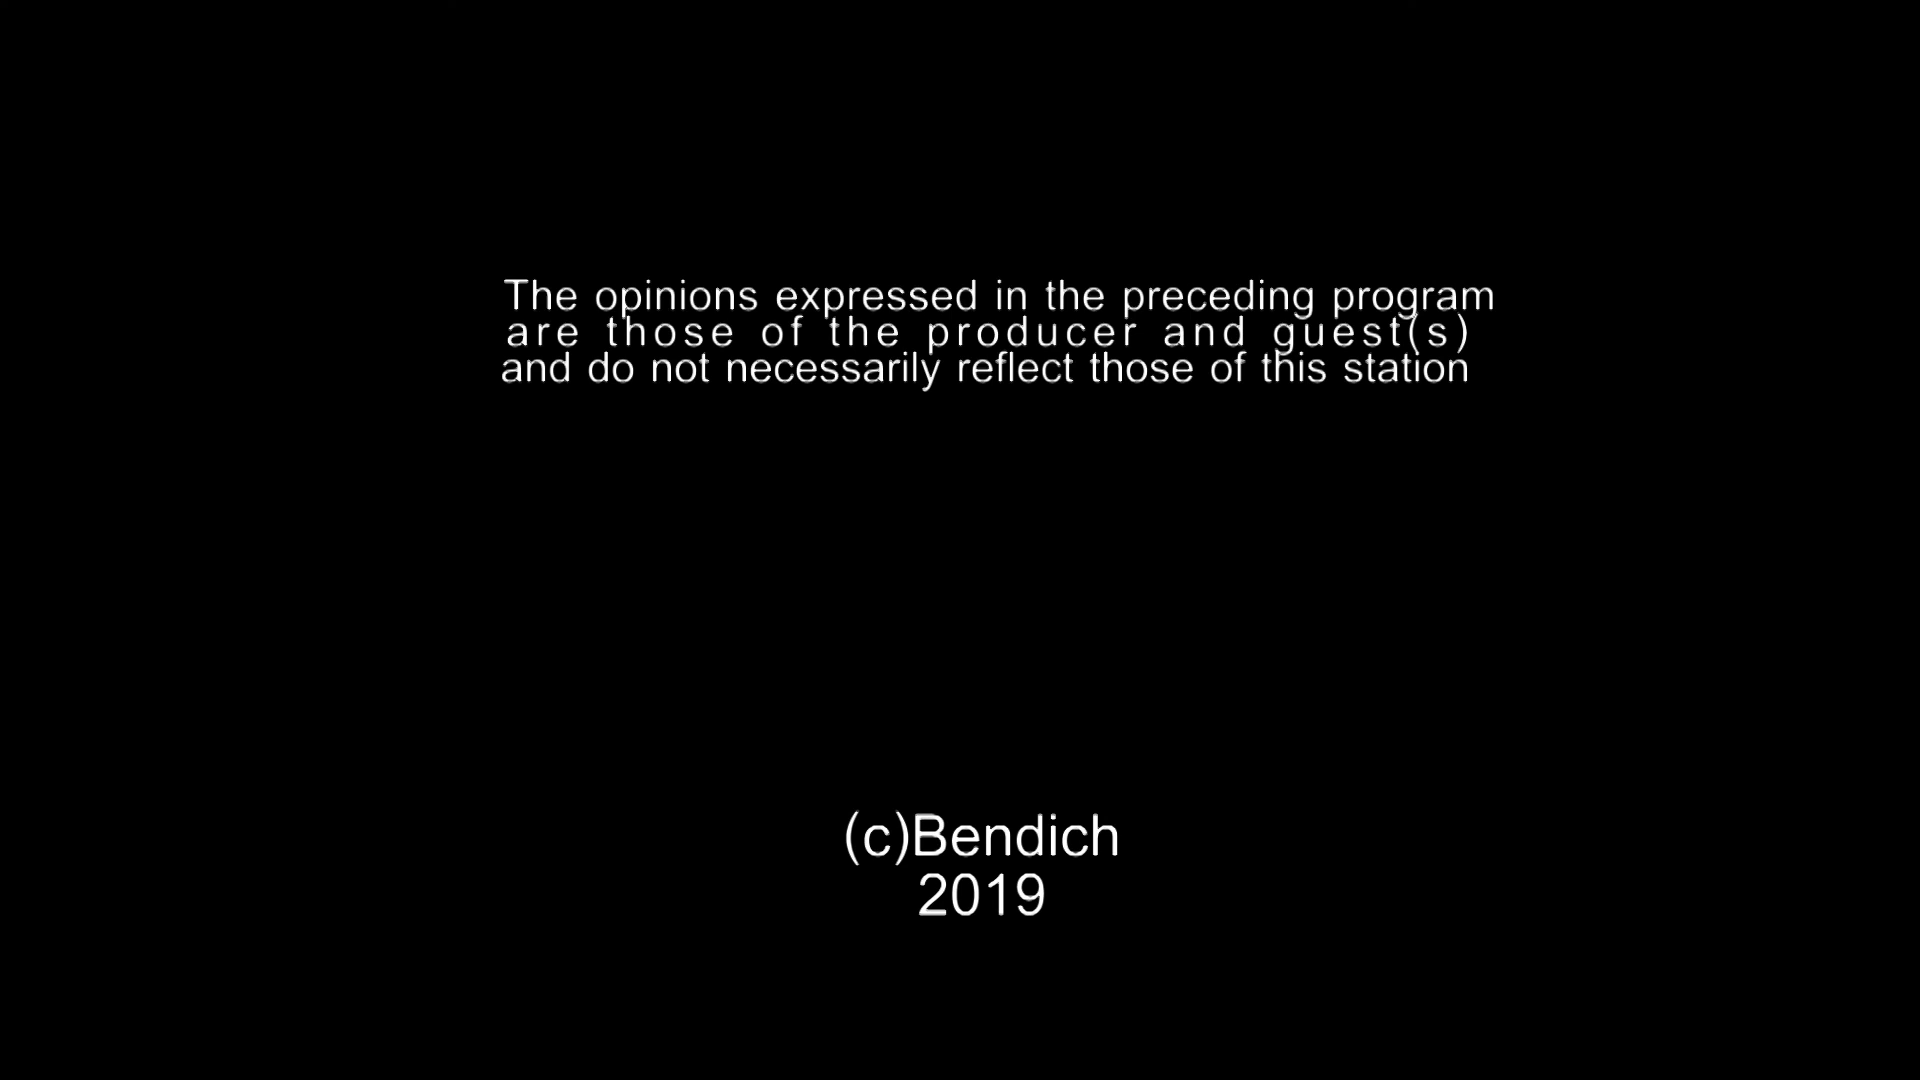 The opinions expressed in the preceding program
are those of the producer and guest(s)
and do not necessarily reflect those of this station
(c)Bendich
2019